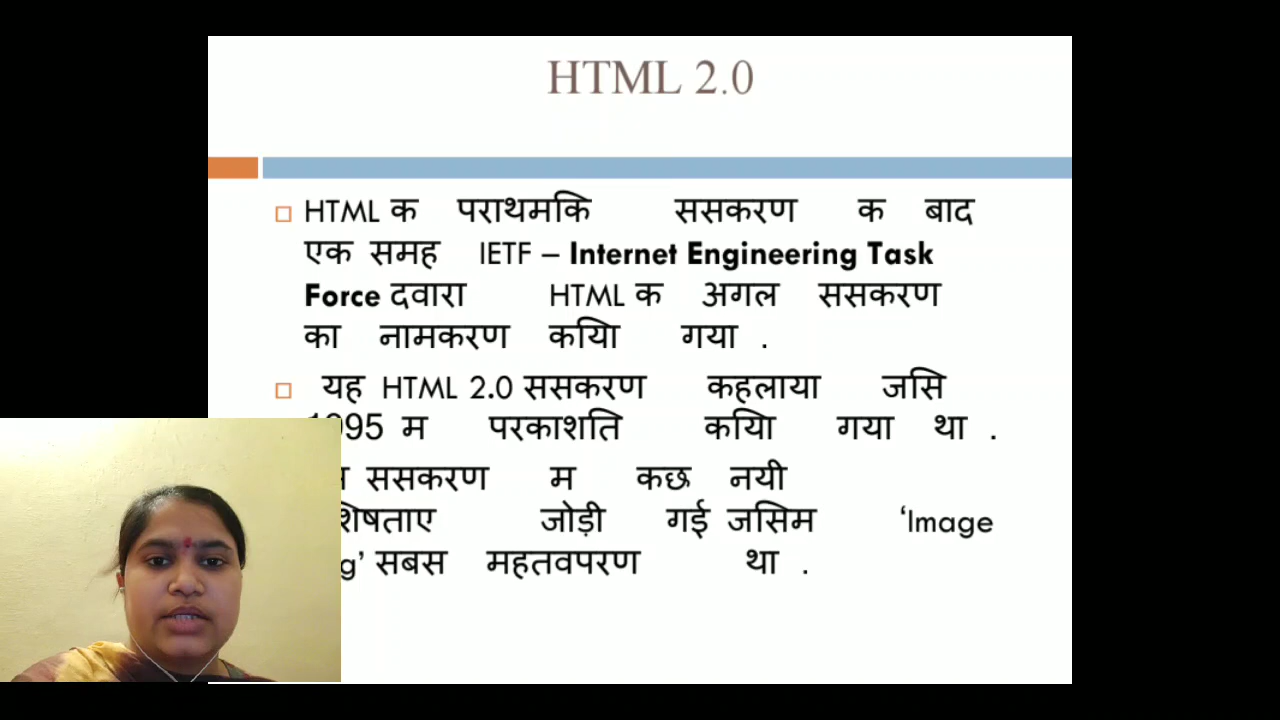 HTML 2.0
HTML क पराथमकि ससकरण क बाद
एक समह IETF – Internet Engineering Task
Force दवारा HTML क अगल ससकरण
का नामकरण कयिा गया .
यह HTML 2.0 ससकरण कहलाया जसि
1995 म परकाशति कयिा गया था .
ससकरण म कछ नयी
जोड़ी गई जसिम ‘Image
सबस महतवपरण था .